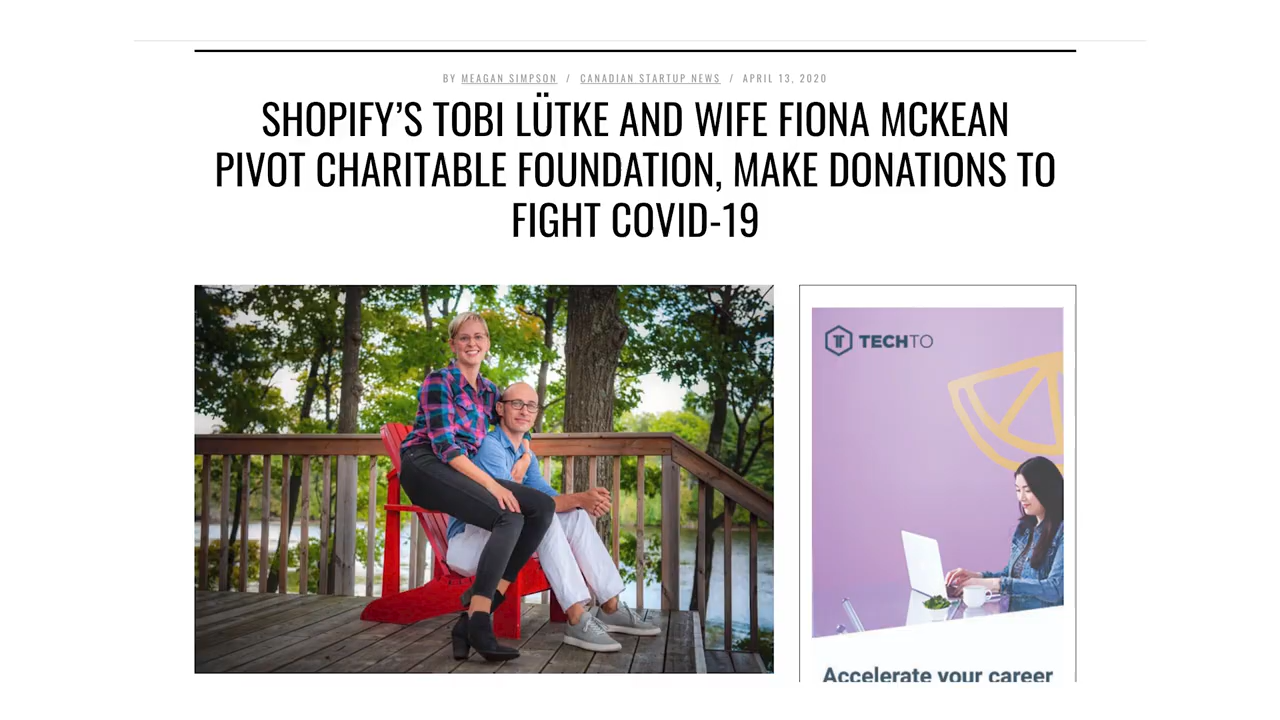 BY MEAGAN SIMPSON / CANADIAN STARTUP NEWS / APRIL 13, 2020
SHOPIFY’S TOBI LÜTKE AND WIFE FIONA MCKEAN
PIVOT CHARITABLE FOUNDATION, MAKE DONATIONS TO
FIGHT COVID-19
TECHTO
Accelerate your career